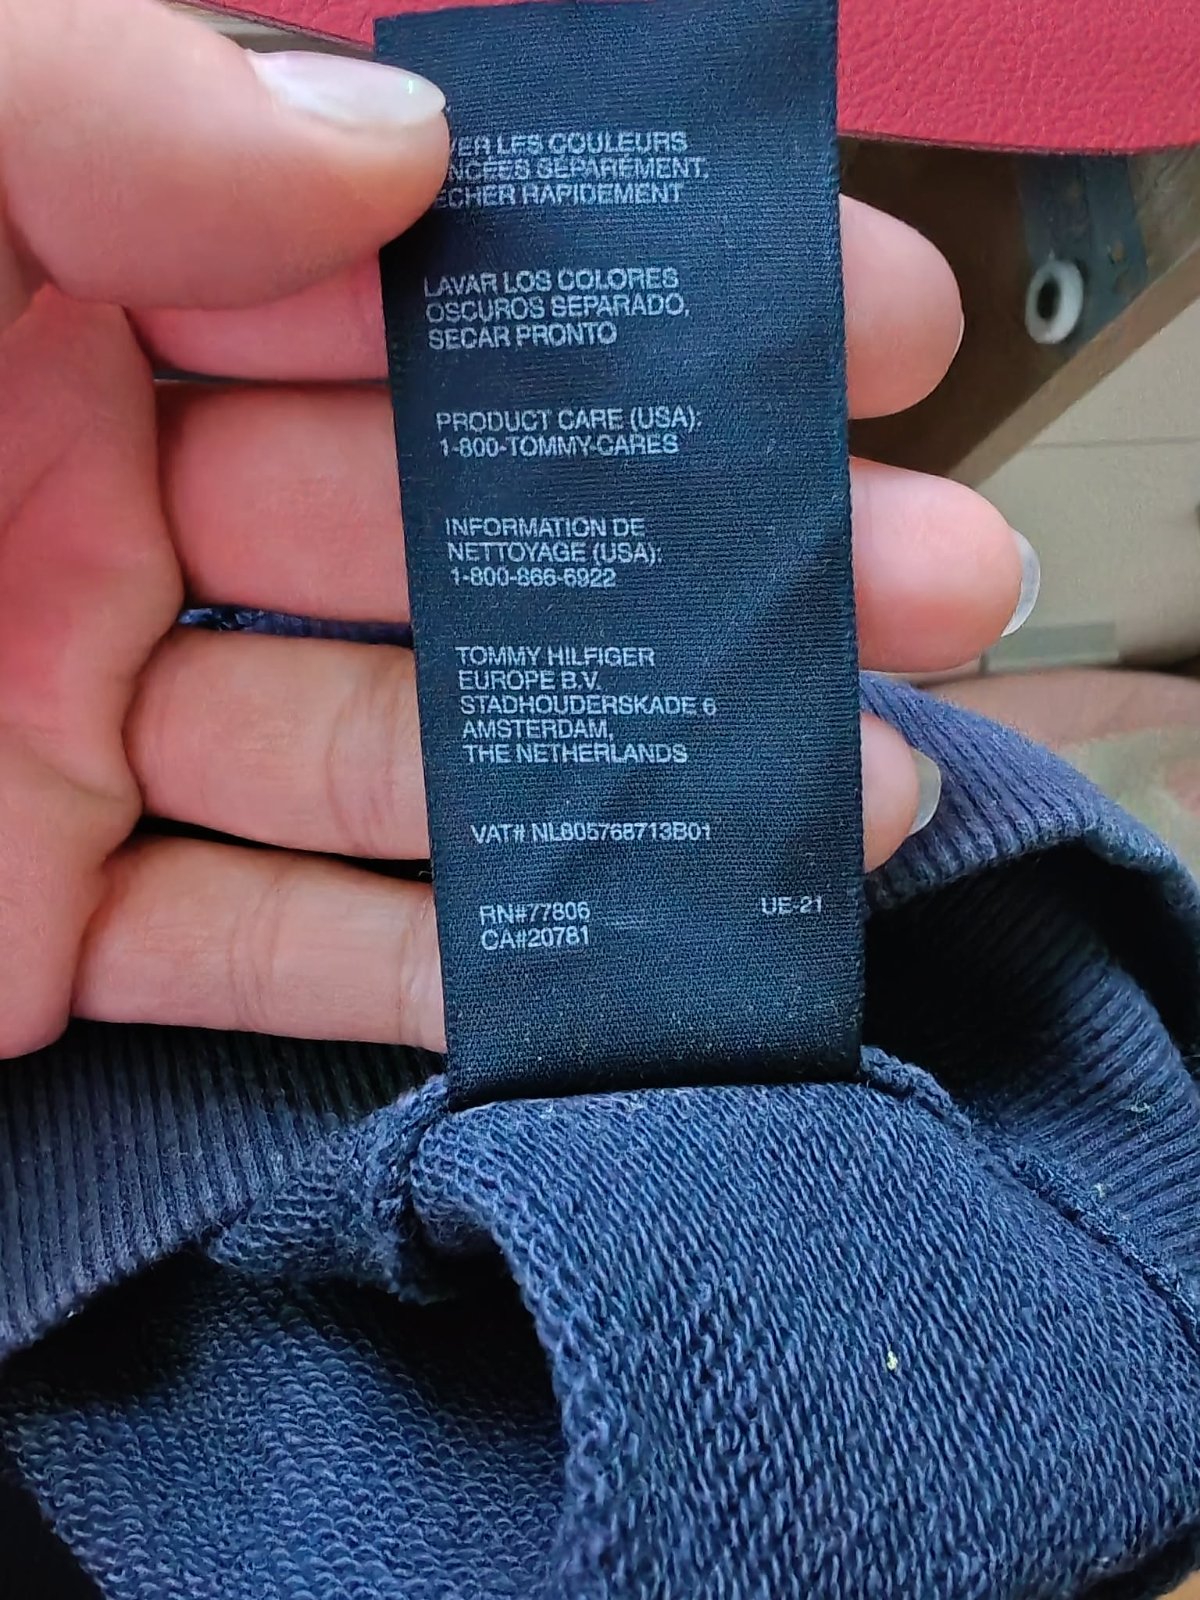 LES COULEURS
SÉPARÉMENT.
RAPIDEMENT
LAVAR LOS COLORES
OSCUROS SEPARADO,
SECAR PRONTO
PRODUCT CARE (USA):
1-800-TOMMY-CARES
INFORMATION DE
NETTOYAGE (USA):
1-800-866-6922
TOMMY HILFIGER
EUROPE B.V.
STADHOUDERSKADE 6
AMSTERDAM,
THE NETHERLANDS
VAT# NL805768713B01
RN#77806 UE-21
CA#20781